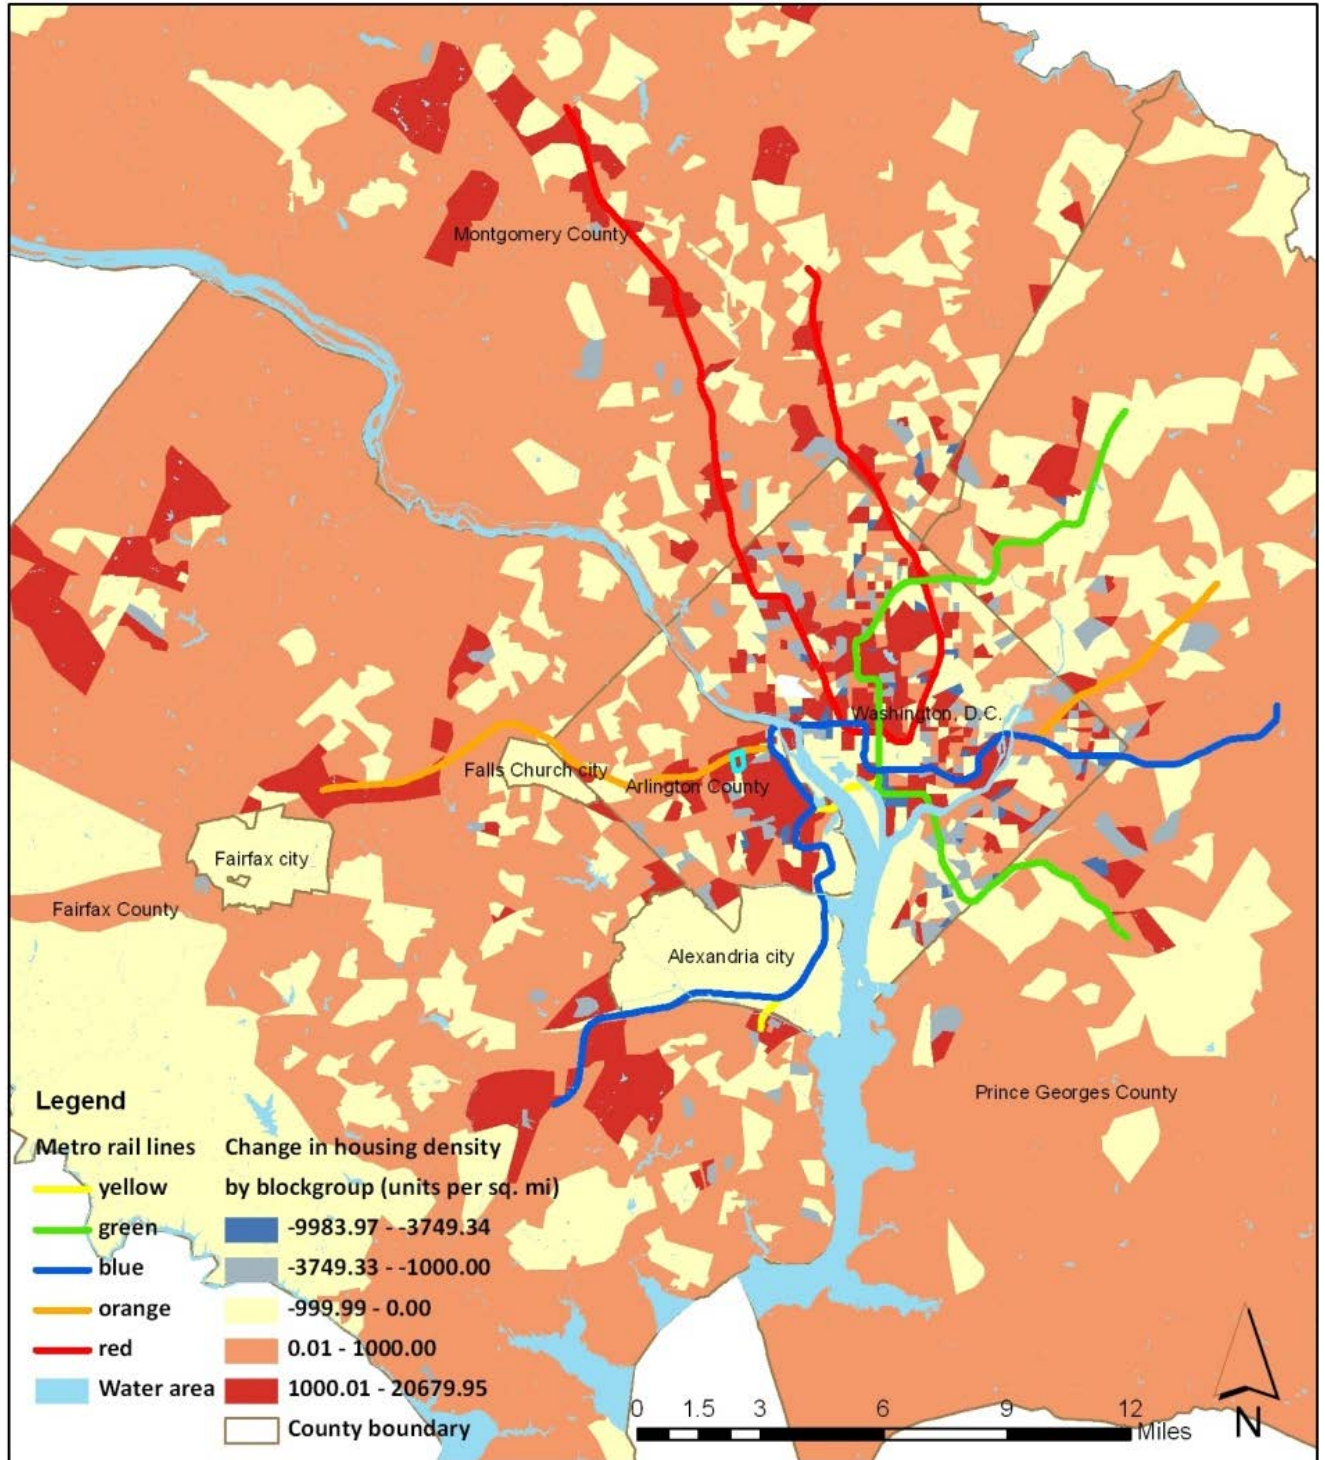 Montgomery County
Washington, D.C.
Falls Church city
Arlington County
Fairfax city
Fairfax County
Alexandria city
Prince Georges County
Legend
Metro rail lines
yellow
green
blue
orange
red
Water area
Change in housing density
by blockgroup (units per sq. mi)
-9983.97 - -3749.34
-3749.33 - -1000.00
-999.99 - 0.00
0.01 - 1000.00
1000.01 - 20679.95
County boundary
0 1.5 3 6 9 12
Miles
N